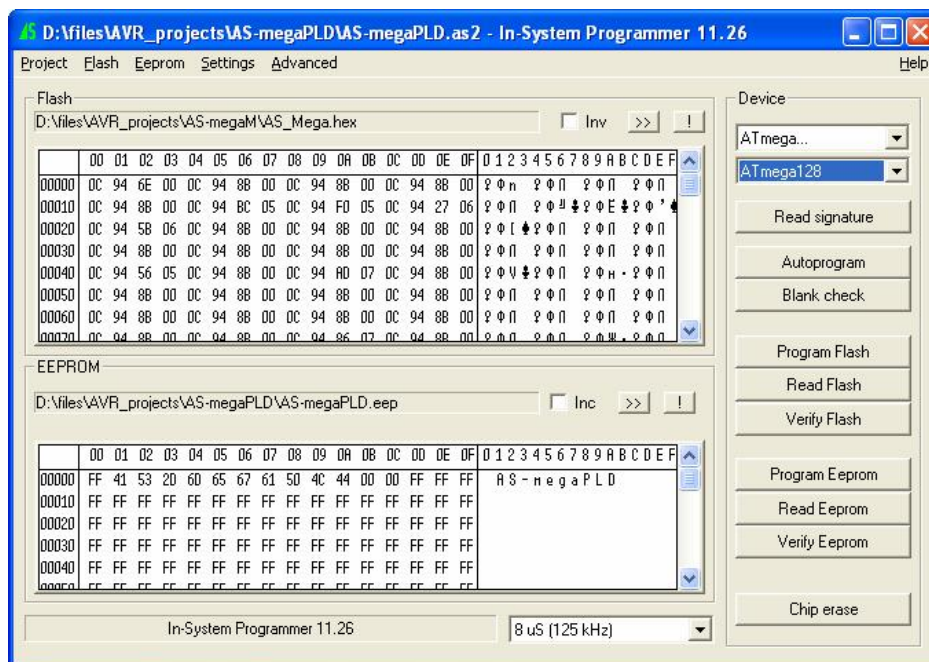 D:\files\AVR_projects\AS-megaPLD\AS-megaPLD.as2 - In-System Programmer 11.26
Project Flash Eeprom Settings Advanced Help
Flash
D:\files\AVR_projects\AS-megaM\AS_Mega.hex Inv >> !
00 01 02 03 04 05 06 07 08 09 0A 0B 0C 0D 0E 0F 0 1 2 3 4 5 6 7 8 9 A B C D E F
00000 0C 94 6E 00 0C 94 8B 00 0C 94 8B 00 0C 94 8B 00
00010 0C 94 8B 00 0C 94 BC 05 0C 94 F0 05 0C 94 27 06
00020 0C 94 5B 06 0C 94 8B 00 0C 94 8B 00 0C 94 8B 00
00030 0C 94 8B 00 0C 94 8B 00 0C 94 8B 00 0C 94 8B 00
00040 0C 94 56 05 0C 94 8B 00 0C 94 AD 07 0C 94 8B 00
00050 0C 94 8B 00 0C 94 8B 00 0C 94 8B 00 0C 94 8B 00
00060 0C 94 8B 00 0C 94 8B 00 0C 94 8B 00 0C 94 8B 00
00070 0C 94 8B 00 0C 94 8B 00 0C 94 86 07 0C 94 8B 00
EEPROM
D:\files\AVR_projects\AS-megaPLD\AS-megaPLD.eep Inc >> !
00 01 02 03 04 05 06 07 08 09 0A 0B 0C 0D 0E 0F 0 1 2 3 4 5 6 7 8 9 A B C D E F
00000 FF 41 53 2D 6D 65 67 61 50 4C 44 00 00 FF FF FF AS-megaPLD
00010 FF FF FF FF FF FF FF FF FF FF FF FF FF FF FF FF
00020 FF FF FF FF FF FF FF FF FF FF FF FF FF FF FF FF
00030 FF FF FF FF FF FF FF FF FF FF FF FF FF FF FF FF
00040 FF FF FF FF FF FF FF FF FF FF FF FF FF FF FF FF
In-System Programmer 11.26 8 uS (125 kHz)
Device
ATmega...
ATmega128
Read signature
Autoprogram
Blank check
Program Flash
Read Flash
Verify Flash
Program Eeprom
Read Eeprom
Verify Eeprom
Chip erase